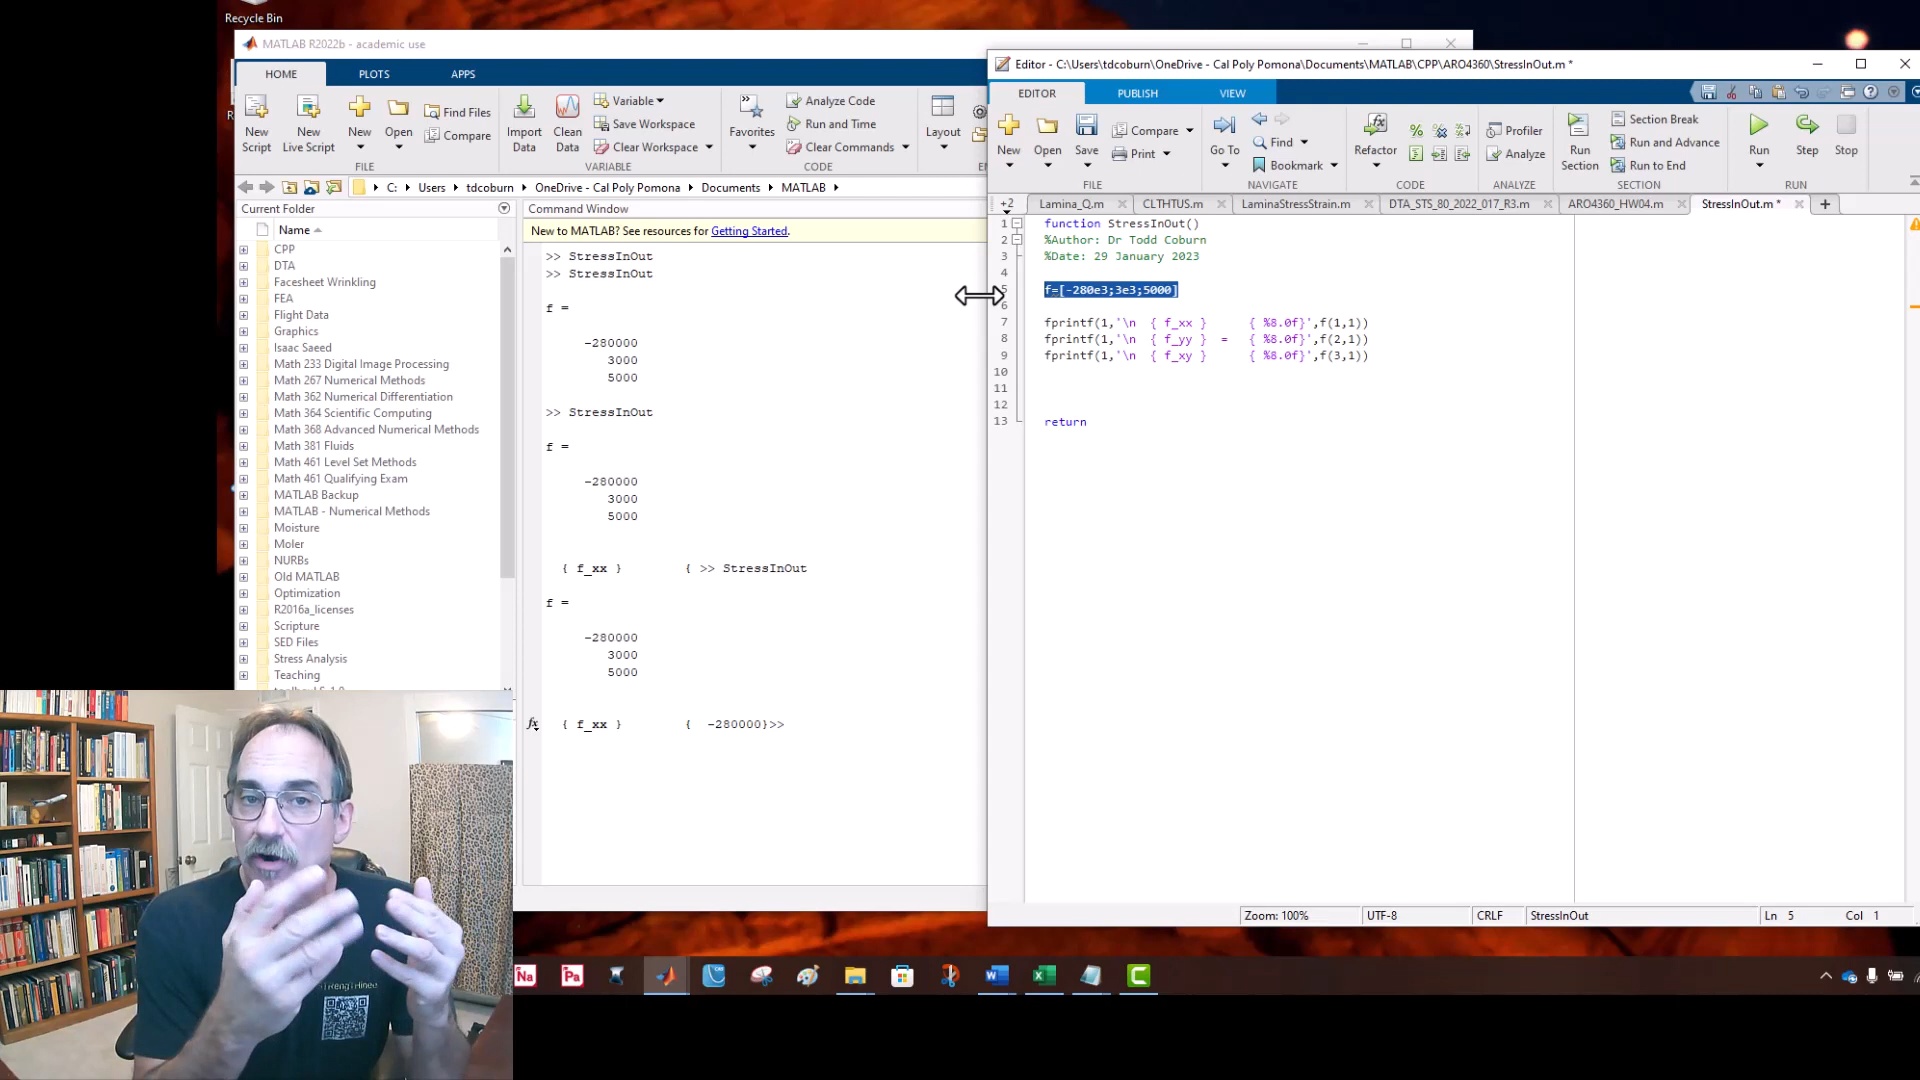 Recycle Bin
MATLAB R2022b - academic use
HOME PLOTS APPS
New Script
New Live Script
New
Open
Find Files
Compare
FILE
Import Data
Clean Data
Variable
Save Workspace
Clear Workspace
VARIABLE
Favorites
Analyze Code
Run and Time
Clear Commands
CODE
Layout
C: Users tdcoburn OneDrive - Cal Poly Pomona Documents MATLAB
Current Folder
Name
CPP
DTA
Facesheet Wrinkling
FEA
Flight Data
Graphics
Isaac Saeed
Math 233 Digital Image Processing
Math 267 Numerical Methods
Math 362 Numerical Differentiation
Math 364 Scientific Computing
Math 368 Advanced Numerical Methods
Math 381 Fluids
Math 461 Level Set Methods
Math 461 Qualifying Exam
MATLAB Backup
MATLAB - Numerical Methods
Moisture
Moler
NURBs
Old MATLAB
Optimization
R2016a_licenses
Scripture
SED Files
Stress Analysis
Teaching
Command Window
New to MATLAB? See resources for Getting Started.
>> StressInOut
>> StressInOut
f =
-280000
3000
5000
>> StressInOut
f =
-280000
3000
5000
{ f_xx } { >> StressInOut
f =
-280000
3000
5000
fx { f_xx } { -280000}>>
Editor - C:\Users\tdcoburn\OneDrive - Cal Poly Pomona\Documents\MATLAB\CPP\ARO4360\StressInOut.m *
EDITOR PUBLISH VIEW
New
Open
Save
Compare
Print
FILE
Go To
Find
Bookmark
NAVIGATE
Refactor
CODE
Profiler
Analyze
ANALYZE
Run Section
Section Break
Run and Advance
Run to End
SECTION
Run
Step
Stop
RUN
+2 Lamina_Q.m CLTHTUS.m LaminaStressStrain.m DTA_STS_80_2022_017_R3.m ARO4360_HW04.m StressInOut.m *
1 function StressInOut()
2 %Author: Dr Todd Coburn
3 %Date: 29 January 2023
4
5 f=[-280e3;3e3;5000]
6
7 fprintf(1,'\n { f_xx } { %8.0f}',f(1,1))
8 fprintf(1,'\n { f_yy } = { %8.0f}',f(2,1))
9 fprintf(1,'\n { f_xy } { %8.0f}',f(3,1))
10
11
12
13 return
Zoom: 100% UTF-8 CRLF StressInOut Ln 5 Col 1
Na
Pa